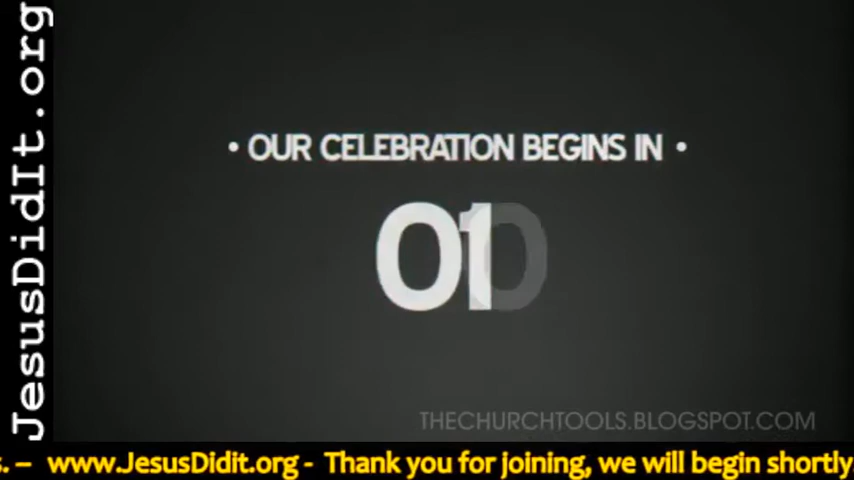 JesusDidIt.org
• OUR CELEBRATION BEGINS IN •
01
THECHURCHTOOLS.BLOGSPOT.COM
s. – www.JesusDidit.org - Thank you for joining, we will begin shortly